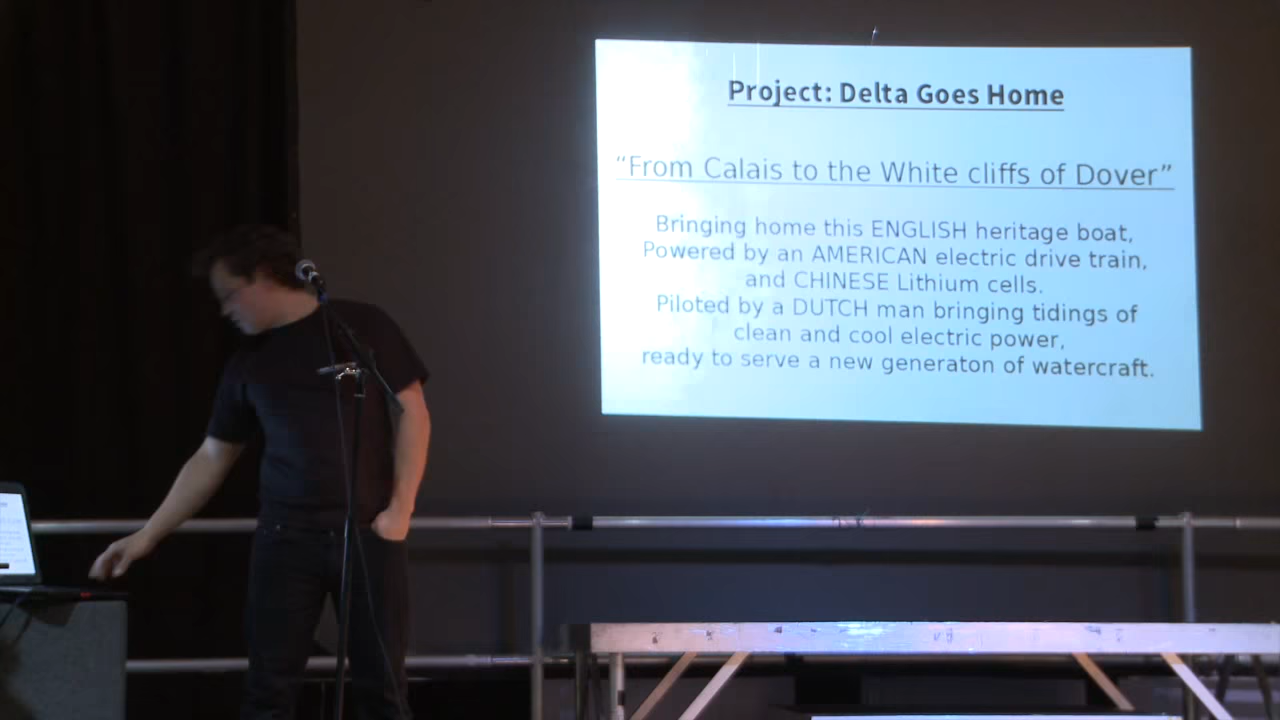 Project: Delta Goes Home
“From Calais to the White cliffs of Dover”
Bringing home this ENGLISH heritage boat,
Powered by an AMERICAN electric drive train,
and CHINESE Lithium cells.
Piloted by a DUTCH man bringing tidings of
clean and cool electric power,
ready to serve a new generaton of watercraft.